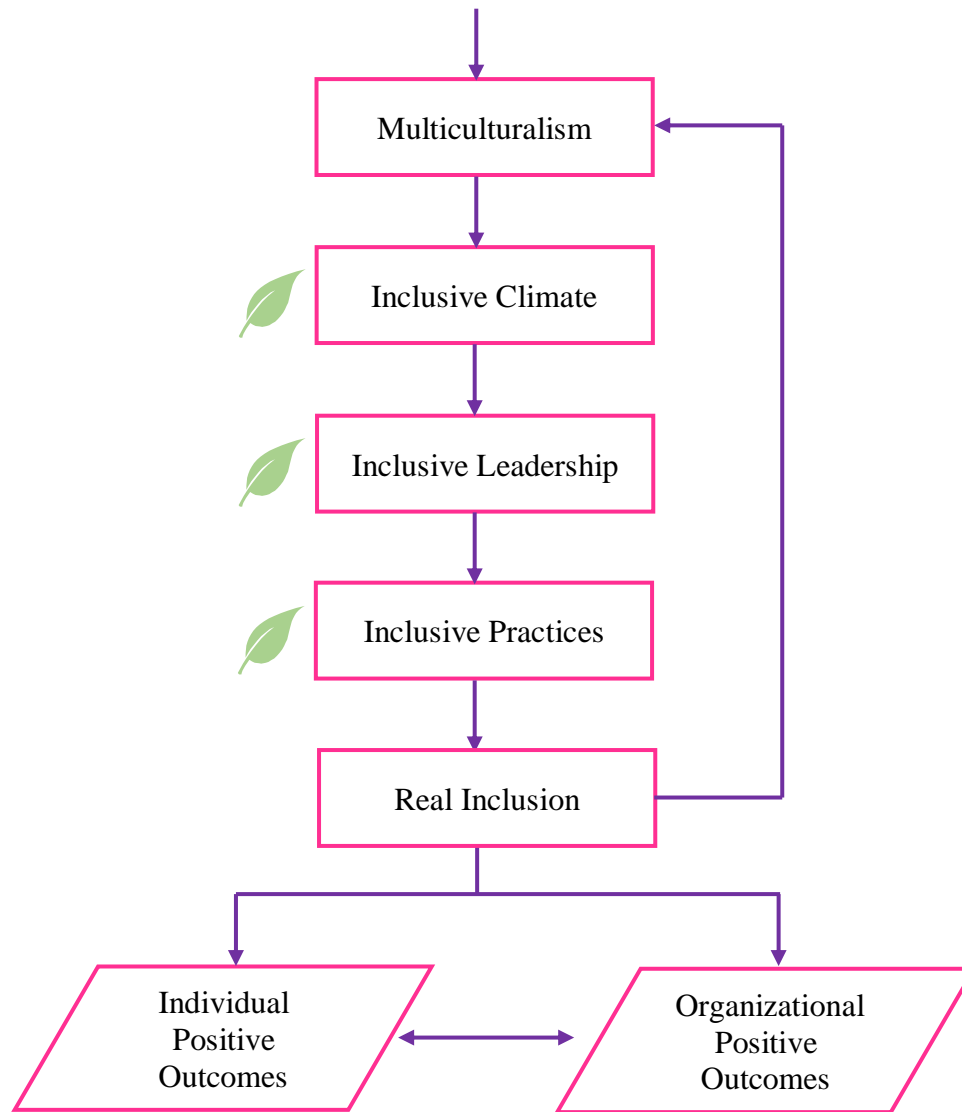 Multiculturalism
Inclusive Climate
Inclusive Leadership
Inclusive Practices
Real Inclusion
Individual
Positive
Outcomes
Organizational
Positive
Outcomes